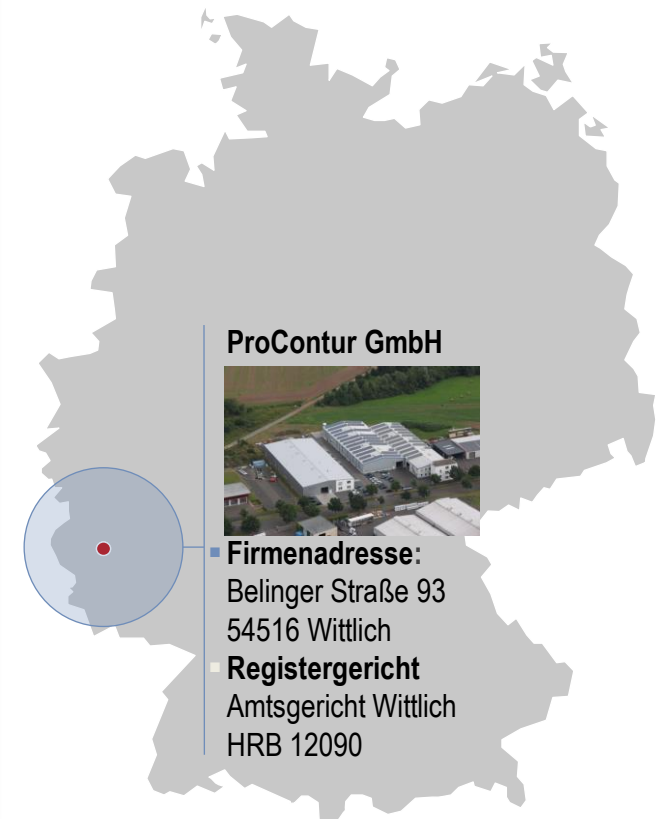 ProContur GmbH
Firmenadresse:
Belinger Straße 93
54516 Wittlich
Registergericht
Amtsgericht Wittlich
HRB 12090